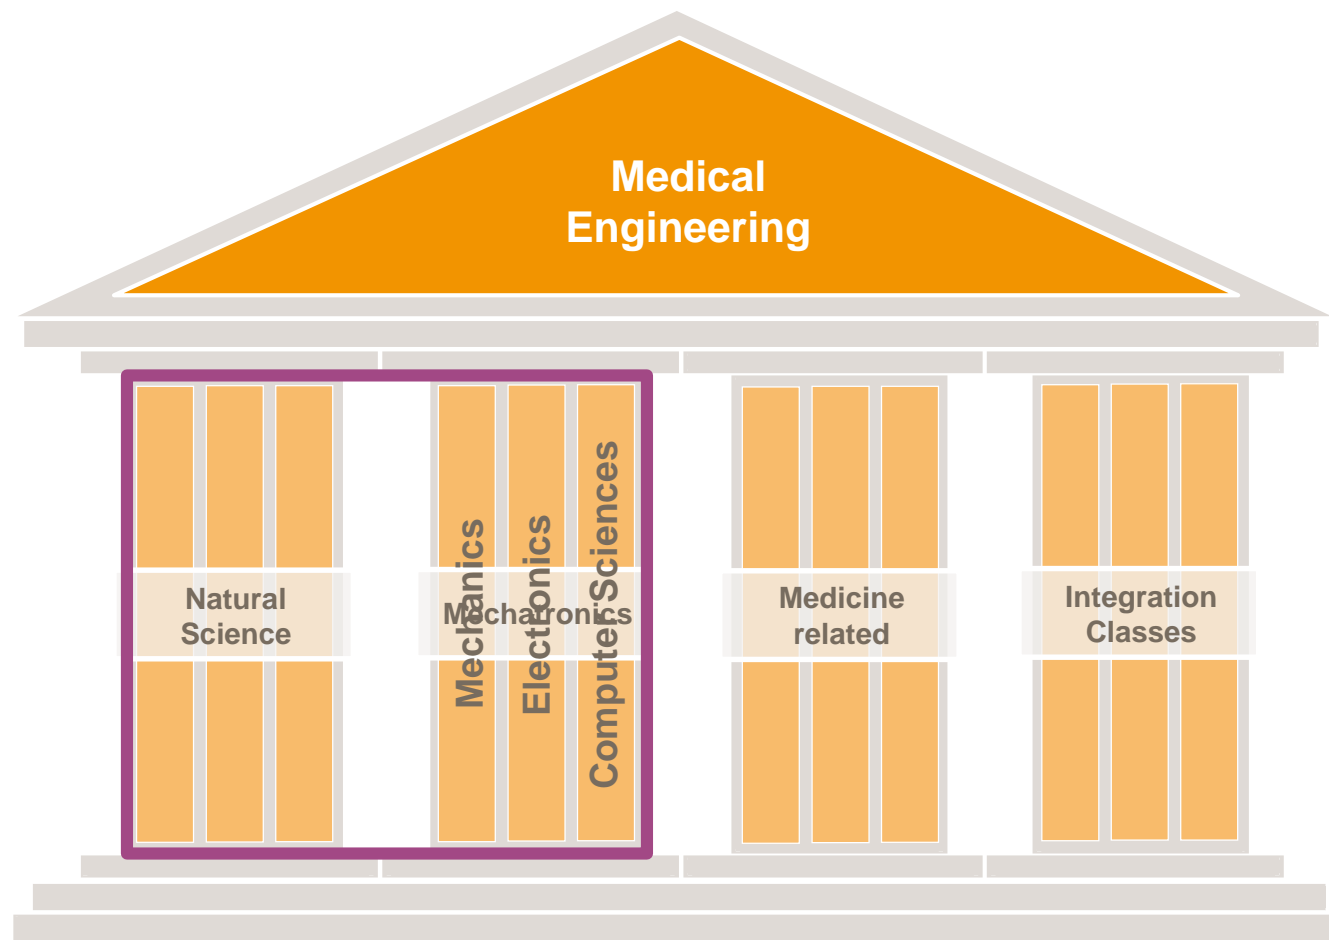 Medical
Engineering
Natural
Science
Mechatronics
Mechanics
Electronics
Computer Sciences
Medicine
related
Integration
Classes